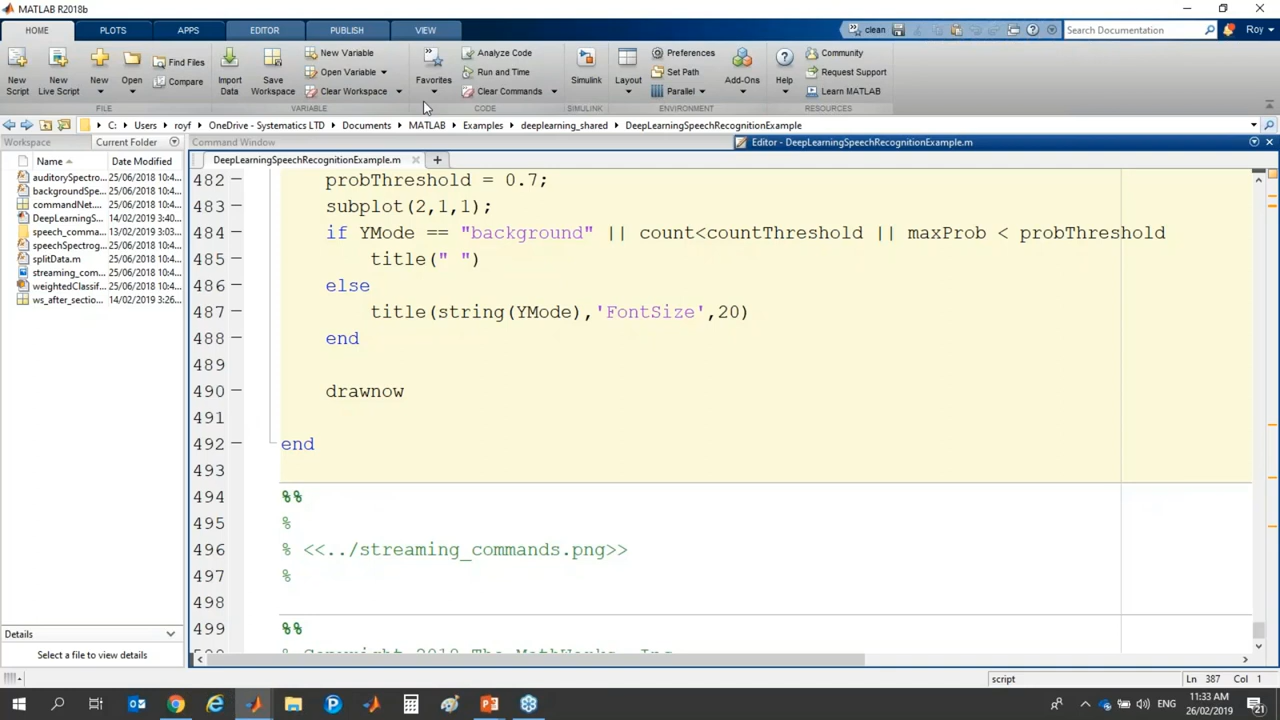 MATLAB R2018b
HOME PLOTS APPS EDITOR PUBLISH VIEW clean Search Documentation Roy
New Script New Live Script New Open Find Files Compare Import Data Save Workspace New Variable Open Variable Clear Workspace Favorites Analyze Code Run and Time Clear Commands Simulink Layout Preferences Set Path Parallel Add-Ons Help Community Request Support Learn MATLAB
FILE VARIABLE CODE SIMULINK ENVIRONMENT RESOURCES
C: Users royf OneDrive - Systematics LTD Documents MATLAB Examples deeplearning_shared DeepLearningSpeechRecognitionExample
Workspace Current Folder Command Window Editor - DeepLearningSpeechRecognitionExample.m
Name Date Modified
DeepLearningSpeechRecognitionExample.m
auditorySpectro... 25/06/2018 10:4...
backgroundSpe... 25/06/2018 10:4...
commandNet.... 25/06/2018 10:4...
DeepLearningS... 14/02/2019 3:26...
speech_comma... 13/02/2019 3:03...
speechSpectrog... 25/06/2018 10:4...
splitData.m 25/06/2018 10:4...
streaming_com... 25/06/2018 10:4...
weightedClassif... 25/06/2018 10:4...
ws_after_sectio... 14/02/2019 3:26...
482 probThreshold = 0.7;
483 subplot(2,1,1);
484 if YMode == "background" || count<countThreshold || maxProb < probThreshold
485 title(" ")
486 else
487 title(string(YMode),'FontSize',20)
488 end
489
490 drawnow
491
492 end
493
494 %%
495 %
496 % <<../streaming_commands.png>>
497 %
498
499 %%
% Copyright 2018 The MathWorks, Inc.
Details
Select a file to view details
script Ln 387 Col 1
ENG 11:33 AM
26/02/2019 21